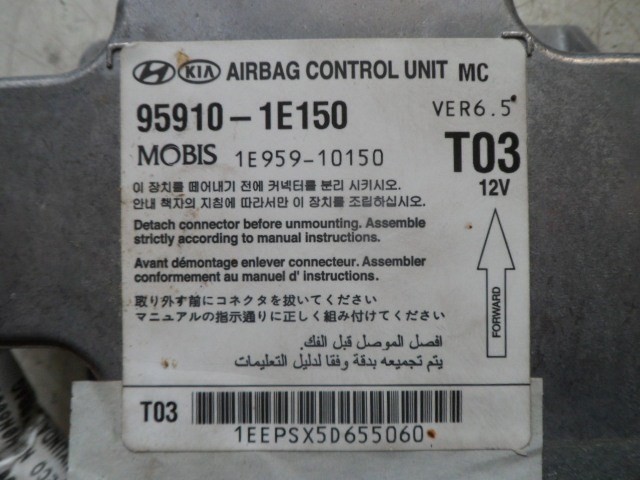 HYUNDAI KIA AIRBAG CONTROL UNIT MC
95910-1E150 VER6.5
MOBIS 1E959-10150 T03
12V
이 장치를 떼어내기 전에 커넥터를 분리 시키시오.
안내 책자의 지침에 따라서만 이 장치를 조립하십시오.
Detach connector before unmounting. Assemble
strictly according to manual instructions.
Avant démontage enlever connecteur. Assembler
conformement au manuel d' instructions.
FORWARD
取り外す前にコネクタを抜いてください
マニュアルの指示通りに正しく組み付けてください
افصل الموصل قبل الفك.
يتم تجميعه بدقة وفقا لدليل التعليمات
T03
1EEPSX5D655060